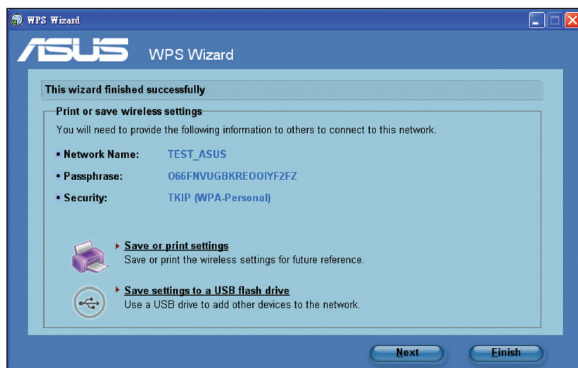 WPS Wizard
ASUS WPS Wizard
This wizard finished successfully
Print or save wireless settings
You will need to provide the following information to others to connect to this network.
Network Name: TEST_ASUS
Passphrase: O66FNVUGBKREOOIYF2FZ
Security: TKIP (WPA-Personal)
Save or print settings
Save or print the wireless settings for future reference.
Save settings to a USB flash drive
Use a USB drive to add other devices to the network.
Next Finish